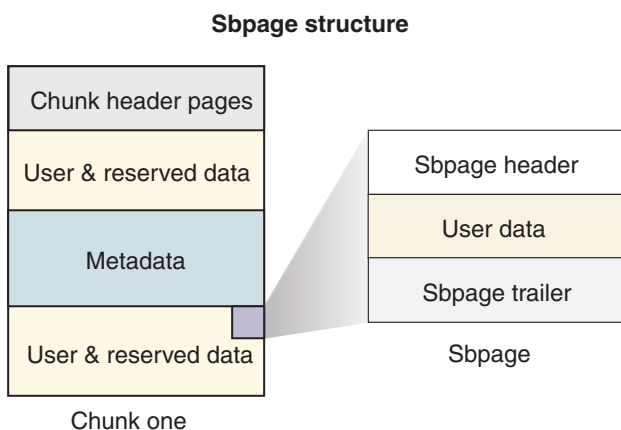 Sbpage structure
Chunk header pages
User & reserved data
Metadata
User & reserved data
Chunk one
Sbpage header
User data
Sbpage trailer
Sbpage